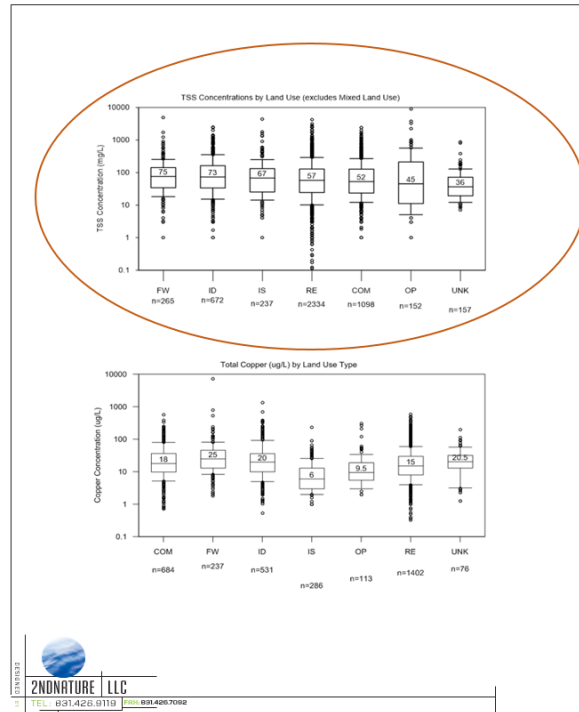 TSS Concentrations by Land Use (excludes Mixed Land Use)
TSS Concentration (mg/L)
10000
1000
100
10
1
0.1
75
73
67
57
52
45
36
FW
ID
IS
RE
COM
OP
UNK
n=265
n=672
n=237
n=2334
n=1098
n=152
n=157
Total Copper (ug/L) by Land Use Type
Copper Concentration (ug/L)
10000
1000
100
10
1
0.1
18
25
20
6
9.5
15
20.5
COM
FW
ID
IS
OP
RE
UNK
n=684
n=237
n=531
n=286
n=113
n=1402
n=76
2NDNATURE LLC
TEL: 831.426.9119
831.426.7092